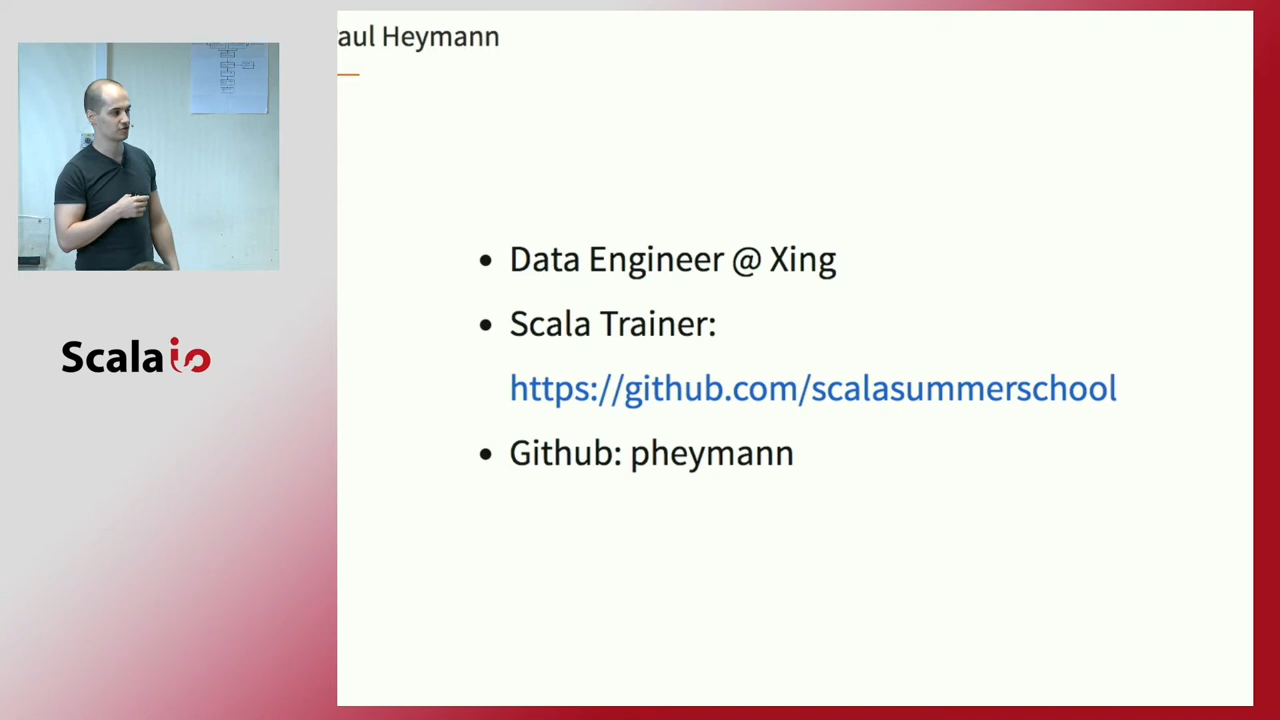 aul Heymann
• Data Engineer @ Xing
• Scala Trainer:
https://github.com/scalasummerschool
• Github: pheymann
Scala io